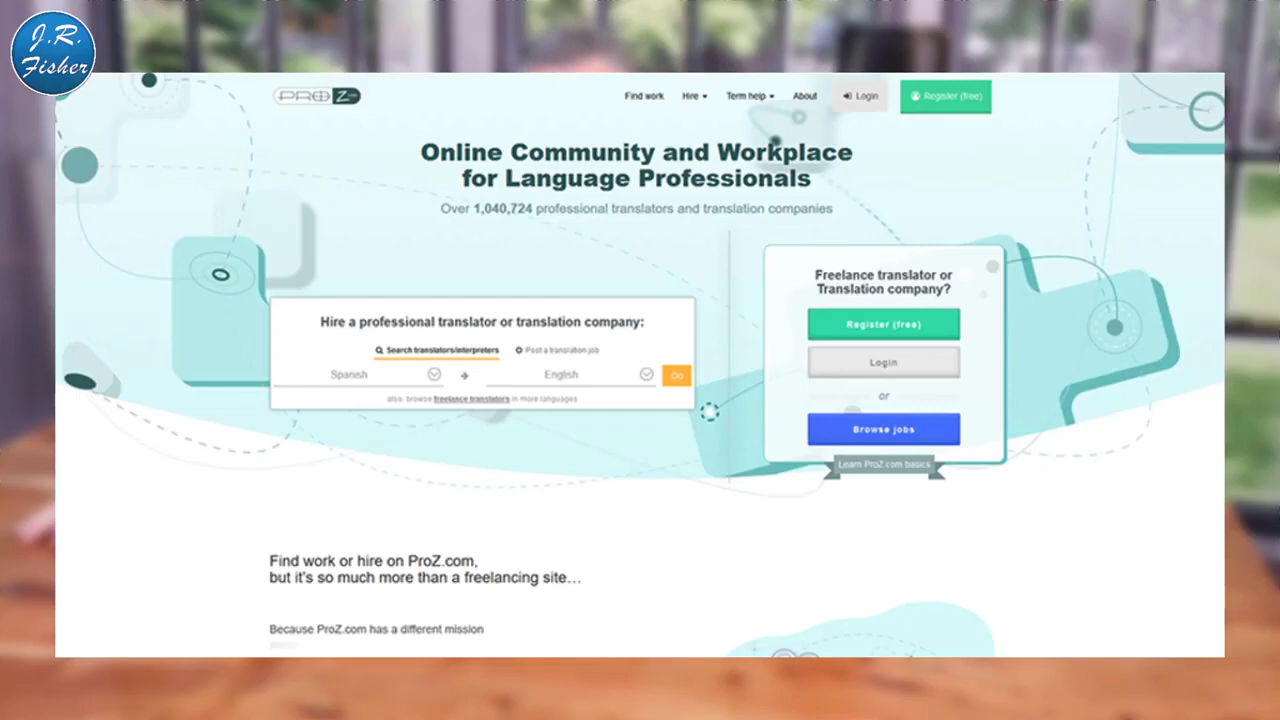 J.R.
Fisher
PROZ.com
Find work
Hire
Term help
About
Login
Register (free)
Online Community and Workplace
for Language Professionals
Over 1,040,724 professional translators and translation companies
Freelance translator or
Translation company?
Register (free)
Login
or
Browse jobs
Learn ProZ.com basics
Hire a professional translator or translation company:
Search translators/interpreters
Post a translation job
Spanish
English
Go
also: browse freelance translators in more languages
Find work or hire on ProZ.com,
but it's so much more than a freelancing site...
Because ProZ.com has a different mission